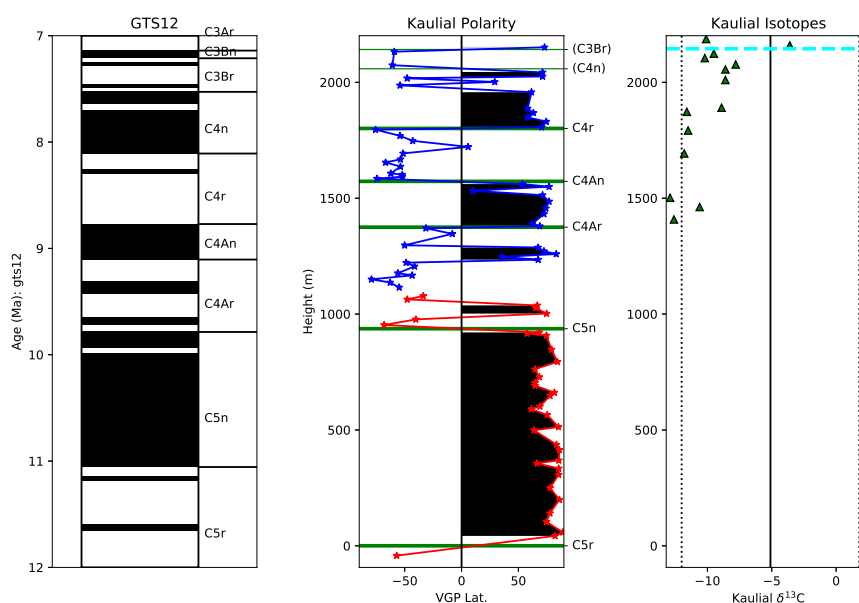 GTS12
Kaulial Polarity
Kaulial Isotopes
7
8
9
10
11
12
Age (Ma): gts12
C3Ar
C3Bn
C3Br
C4n
C4r
C4An
C4Ar
C5n
C5r
2000
1500
1000
500
0
Height (m)
(C3Br)
(C4n)
C4r
C4An
C4Ar
C5n
C5r
−50
0
50
VGP Lat.
2000
1500
1000
500
0
−10
−5
0
Kaulial δ¹³C